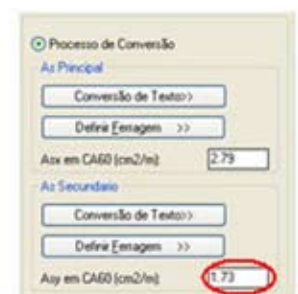 Processo de Conversão
As Principal
Conversão de Texto>>
Definir Ferragem >>
Asx em CA60 (cm2/m): 2.79
As Secundario
Conversão de Texto>>
Definir Ferragem >>
Asy em CA60 (cm2/m): 1.73